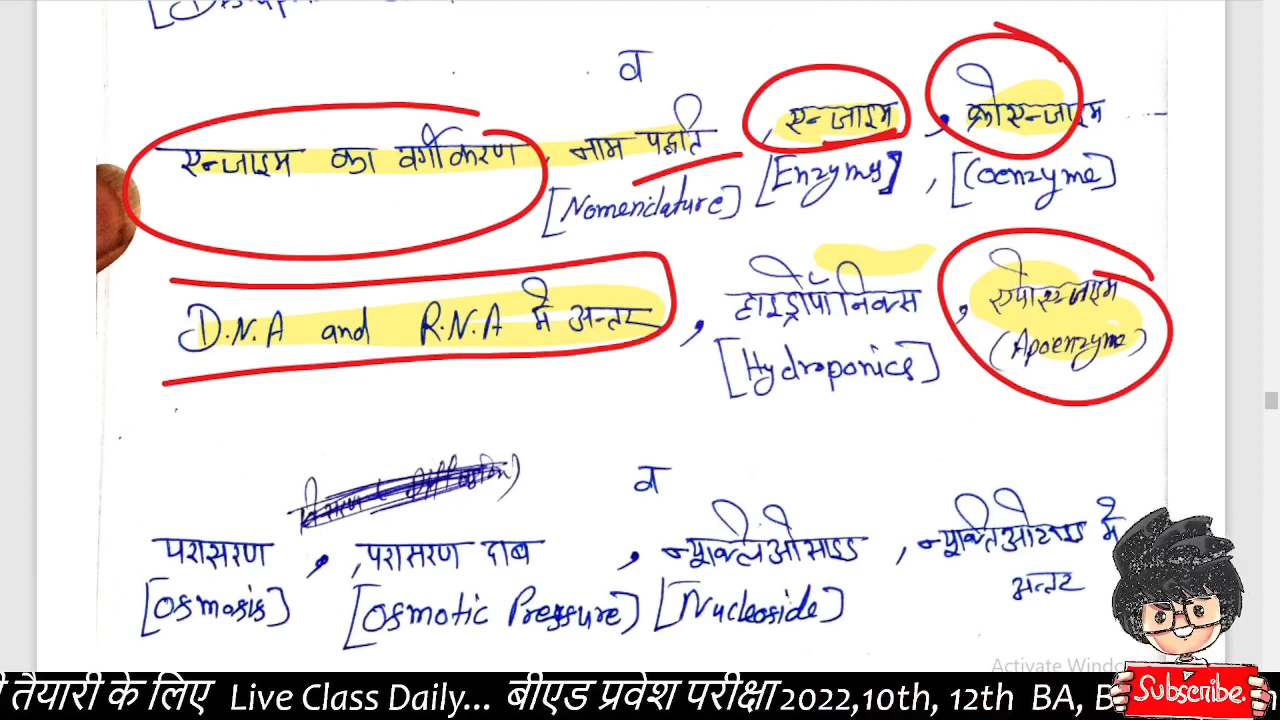 व
एन्जाइम का वर्गीकरण, नाम पद्धति, एन्जाइम, कोएन्जाइम
[Nomenclature] [Enzymes], [Coenzyme]
D.N.A and R.N.A में अन्तर, हाइड्रोपॉनिक्स, एपोएन्जाइम
[Hydroponics] (Apoenzyme)
व
परासरण, परासरण दाब, न्यूक्लिओसाइड, न्यूक्लिओटाइड में
अन्तर
[Osmosis] [Osmotic Pressure] [Nucleoside]
Activate Windo
तैयारी के लिए Live Class Daily... बीएड प्रवेश परीक्षा 2022,10th, 12th BA, B
Subscribe